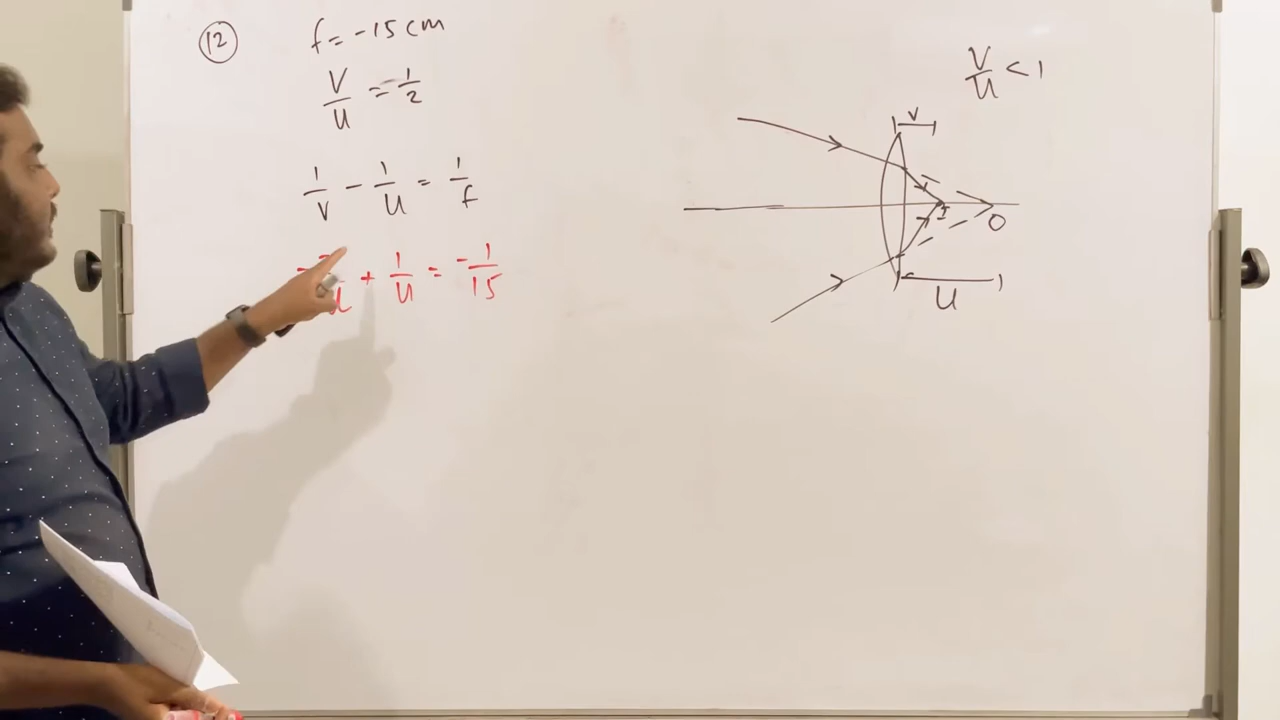 12
f = -15 cm
V/U = 1/2
1/V - 1/U = 1/f
+ 1/U = - 1/15
V/U < 1
V
I
O
U